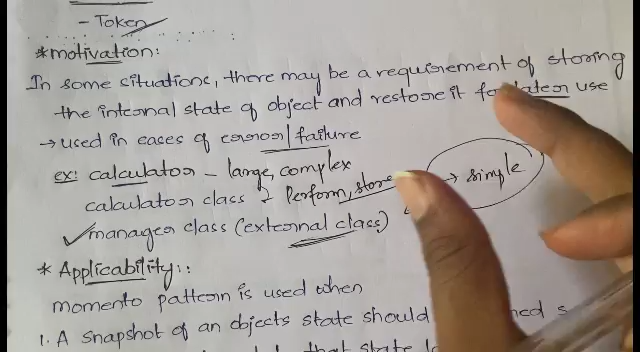 - Token
*motivation:
In some situations, there may be a requirement of storing
the internal state of object and restore it for later use
→ used in cases of error/failure
ex: calculator - large, complex
calculator class → Perform, store → simple
✓manager class (external class)
* Applicability::
momento pattern is used when
1. A snapshot of an objects state should
that state